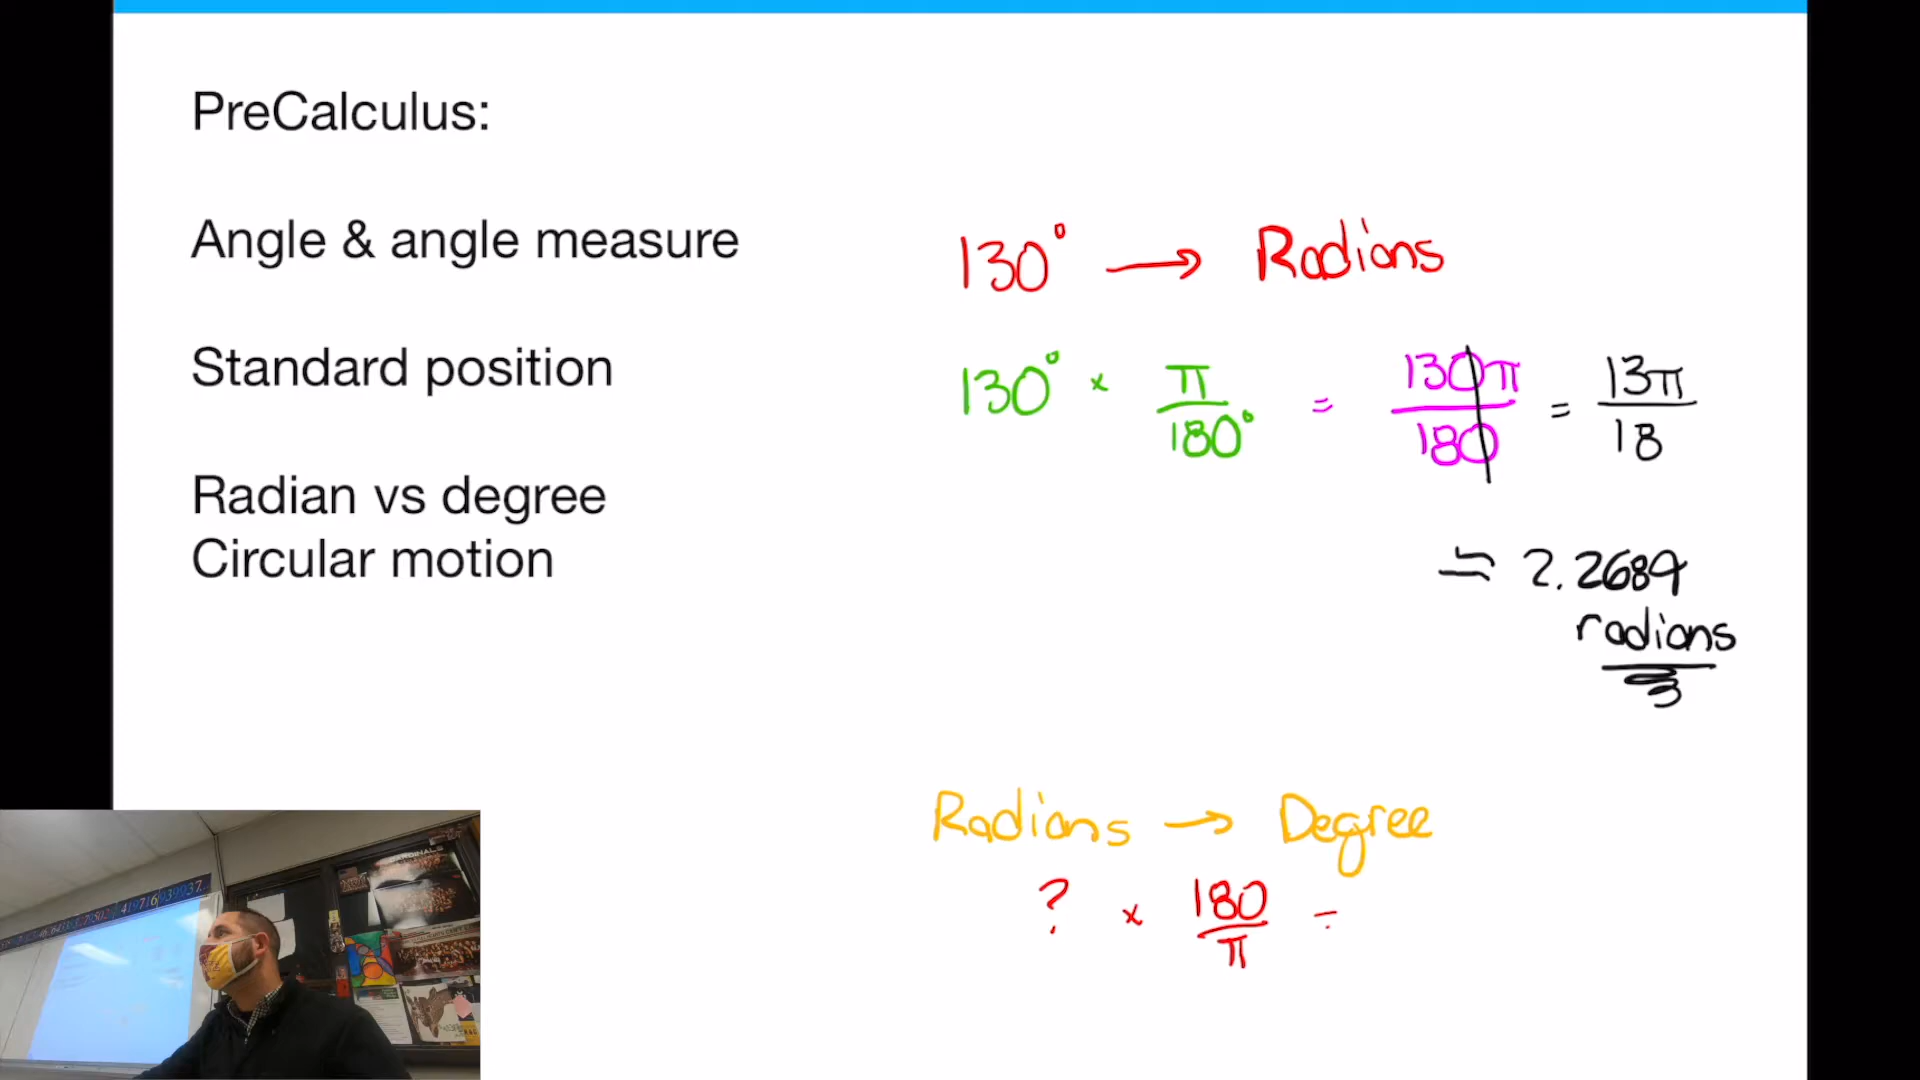 PreCalculus:
Angle & angle measure
Standard position
Radian vs degree
Circular motion
130° → Radians
130° × π/180° = 130π/180 = 13π/18
≈ 2.2689
radians
Radians → Degree
? × 180/π =